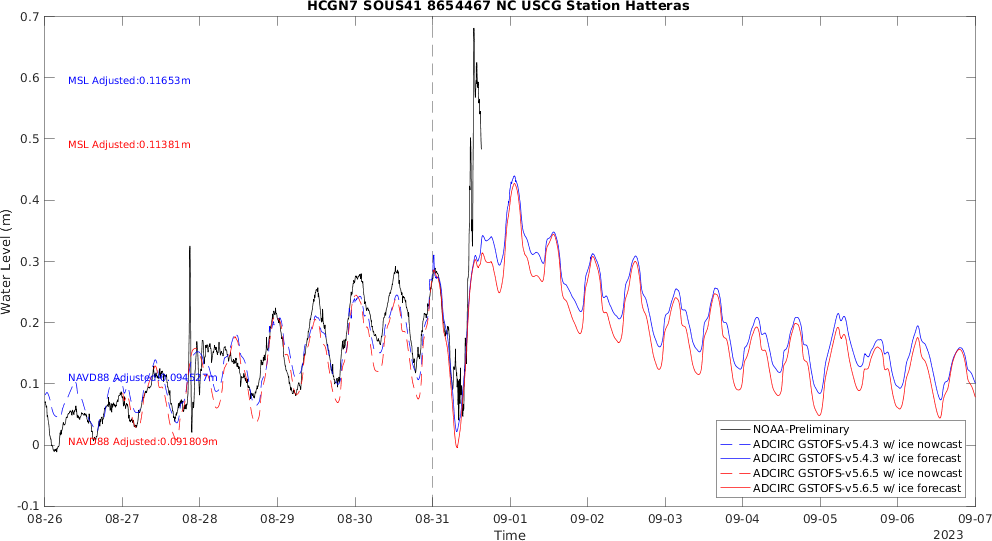 HCGN7 SOUS41 8654467 NC USCG Station Hatteras
Water Level (m)
0.7
0.6
0.5
0.4
0.3
0.2
0.1
0
-0.1
MSL Adjusted:0.11653m
MSL Adjusted:0.11381m
NAVD88 Adjusted:0.094527m
NAVD88 Adjusted:0.091809m
NOAA-Preliminary
ADCIRC GSTOFS-v5.4.3 w/ ice nowcast
ADCIRC GSTOFS-v5.4.3 w/ ice forecast
ADCIRC GSTOFS-v5.6.5 w/ ice nowcast
ADCIRC GSTOFS-v5.6.5 w/ ice forecast
08-26 08-27 08-28 08-29 08-30 08-31 09-01 09-02 09-03 09-04 09-05 09-06 09-07
Time
2023